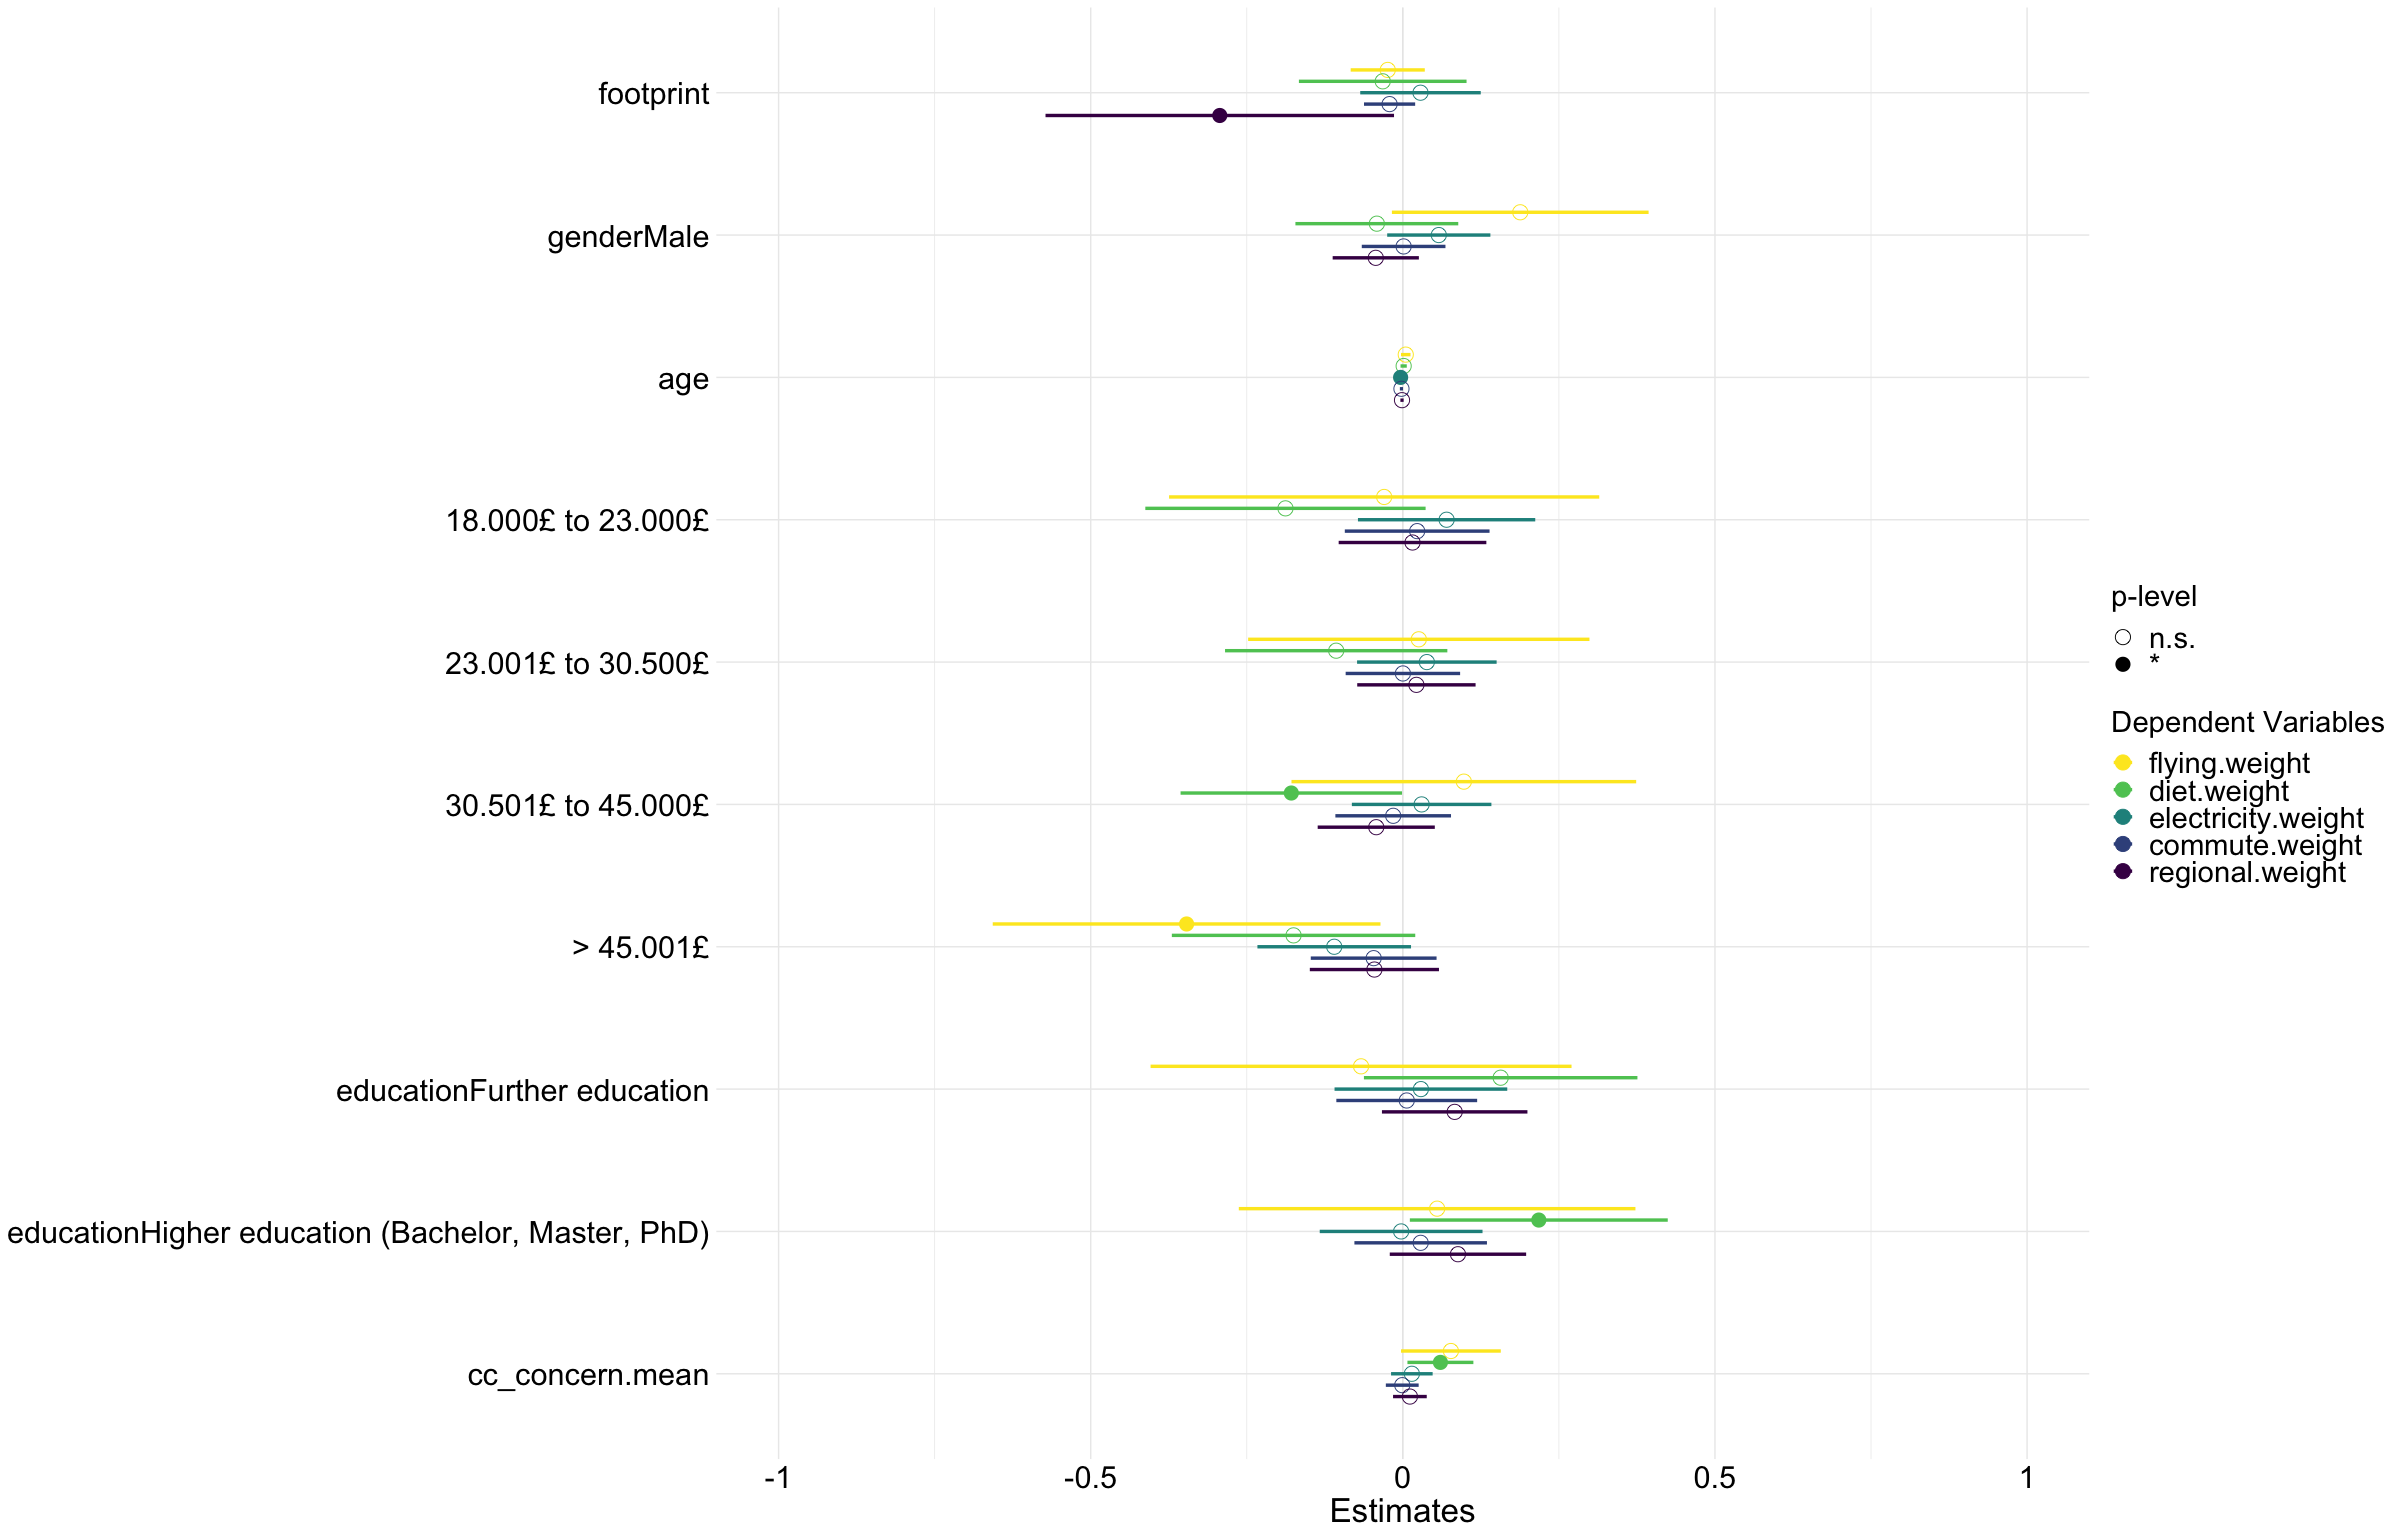 footprint
genderMale
age
18.000£ to 23.000£
23.001£ to 30.500£
30.501£ to 45.000£
> 45.001£
educationFurther education
educationHigher education (Bachelor, Master, PhD)
cc_concern.mean
-1 -0.5 0 0.5 1
Estimates
p-level
n.s.
*
Dependent Variables
flying.weight
diet.weight
electricity.weight
commute.weight
regional.weight